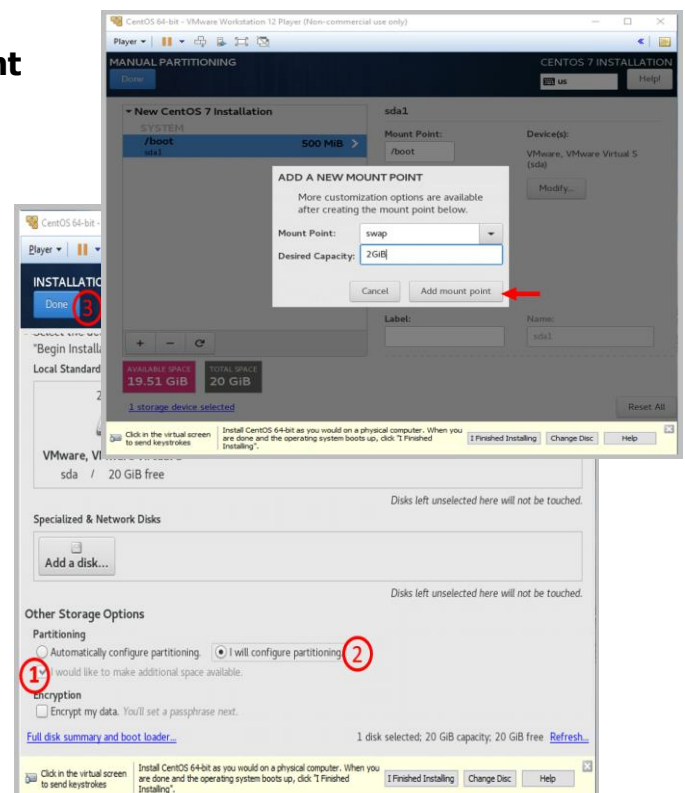 nt
CentOS 64-bit - VMware Workstation 12 Player (Non-commercial use only)
Player
MANUAL PARTITIONING
CENTOS 7 INSTALLATION
Done
us
Help!
New CentOS 7 Installation
SYSTEM
/boot 500 MiB
sda1
sda1
Mount Point:
/boot
Device(s):
VMware, VMware Virtual S
(sda)
Modify...
ADD A NEW MOUNT POINT
More customization options are available
after creating the mount point below.
Mount Point: swap
Desired Capacity: 2GiB
Cancel Add mount point
Label:
Name:
sda1
+ −
AVAILABLE SPACE
19.51 GiB
TOTAL SPACE
20 GiB
1 storage device selected
Reset All
Click in the virtual screen
to send keystrokes
Install CentOS 64-bit as you would on a physical computer. When you
are done and the operating system boots up, click "I Finished
Installing".
I Finished Installing Change Disc Help
CentOS 64-bit -
Player
INSTALLATIO
Done 3
"Begin Install
Local Standard
2
VMware, V
sda / 20 GiB free
Disks left unselected here will not be touched.
Specialized & Network Disks
Add a disk...
Disks left unselected here will not be touched.
Other Storage Options
Partitioning
Automatically configure partitioning. I will configure partitioning. 2
1 I would like to make additional space available.
Encryption
Encrypt my data. You'll set a passphrase next.
Full disk summary and boot loader...
1 disk selected; 20 GiB capacity; 20 GiB free Refresh...
Click in the virtual screen
to send keystrokes
Install CentOS 64-bit as you would on a physical computer. When you
are done and the operating system boots up, click "I Finished
Installing".
I Finished Installing Change Disc Help